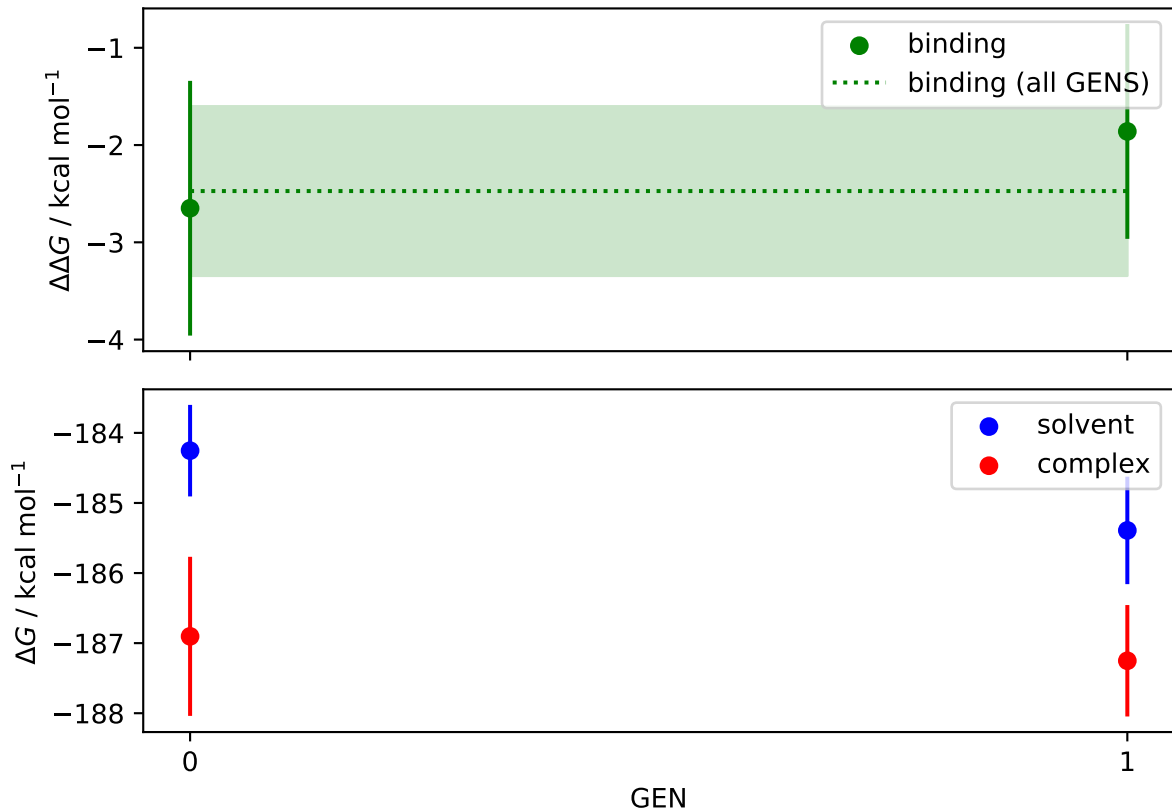 −1
−2
−3
−4
ΔΔG / kcal mol⁻¹
binding
binding (all GENS)
−184
−185
−186
−187
−188
ΔG / kcal mol⁻¹
solvent
complex
0
1
GEN